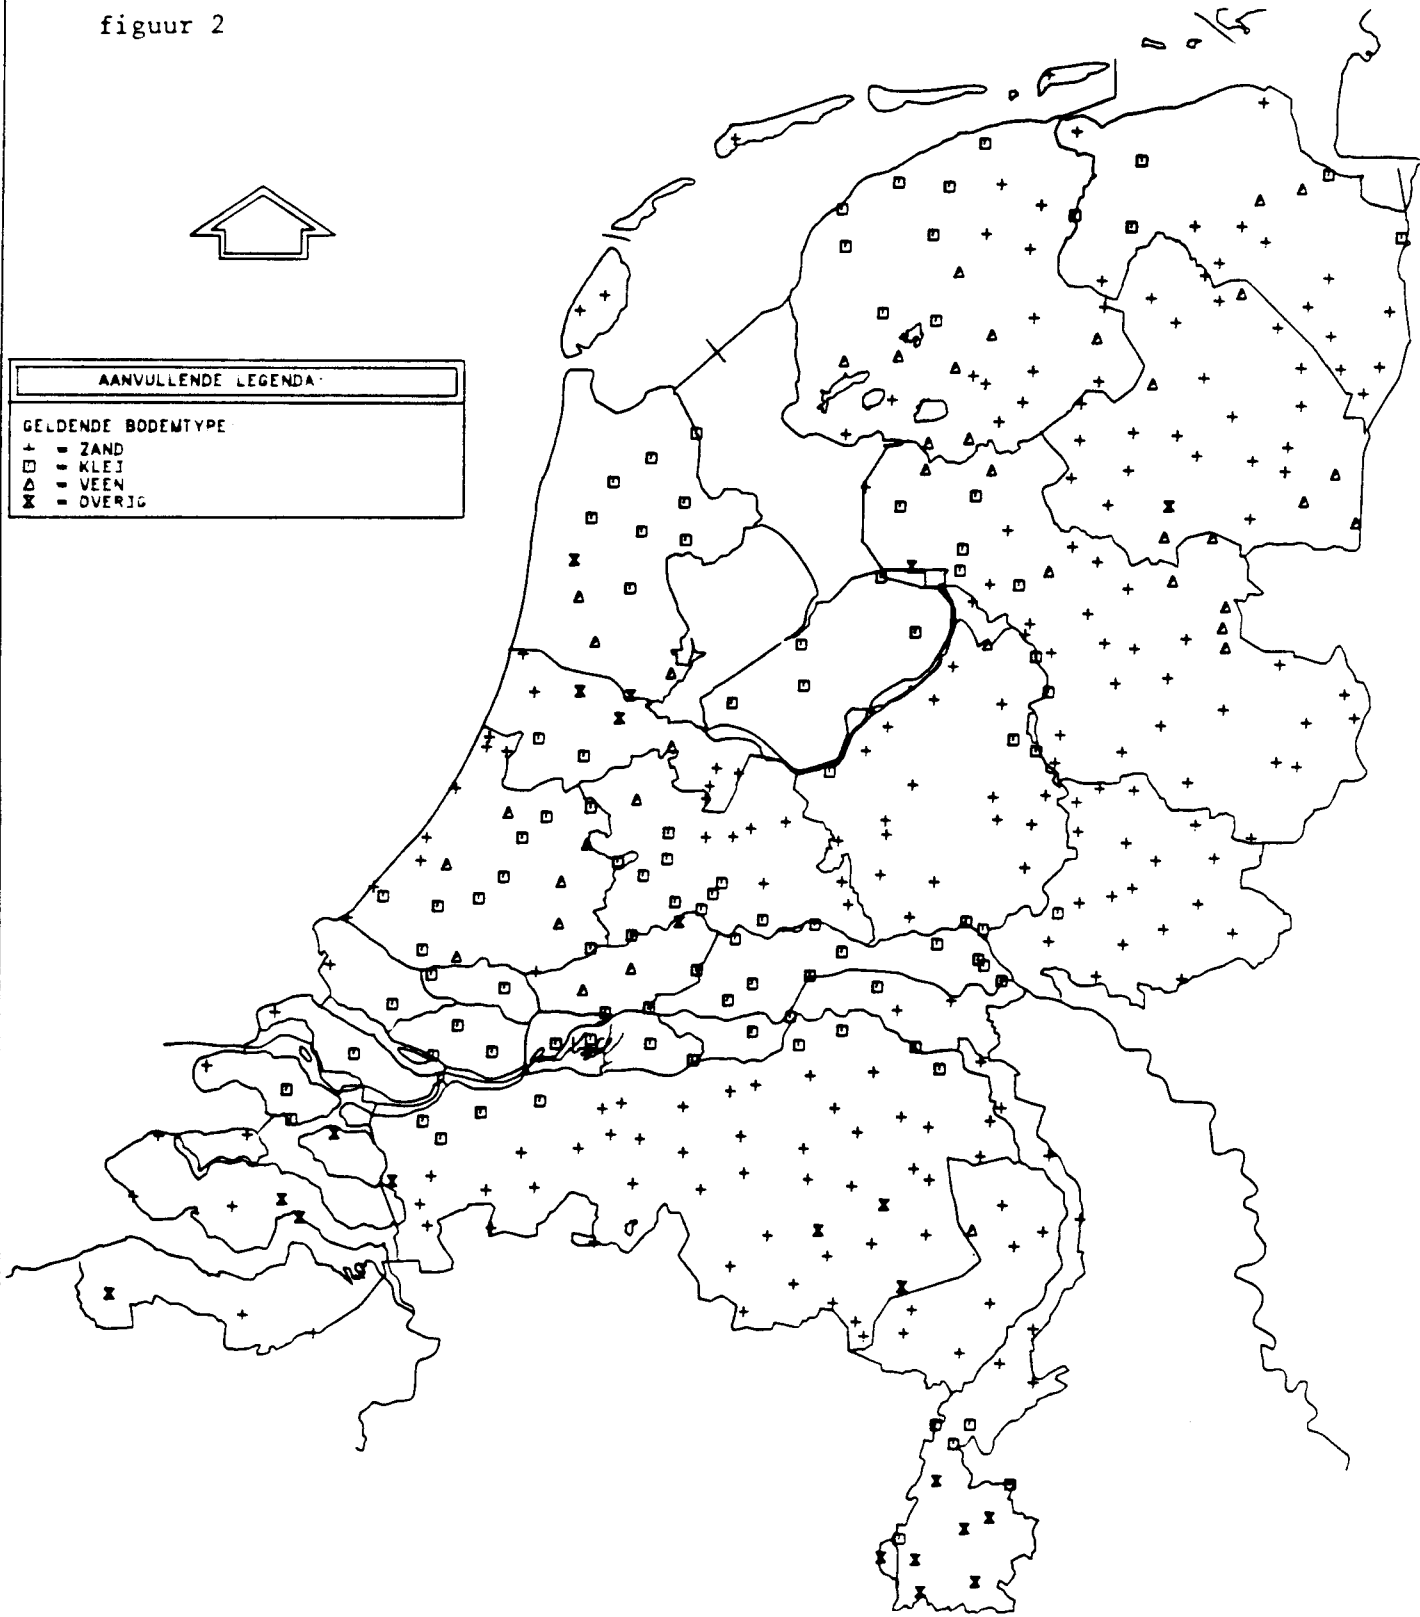 figuur 2
AANVULLENDE LEGENDA:
GELDENDE BODEMTYPE
+ = ZAND
□ = KLEI
△ = VEEN
⧗ = OVERIG